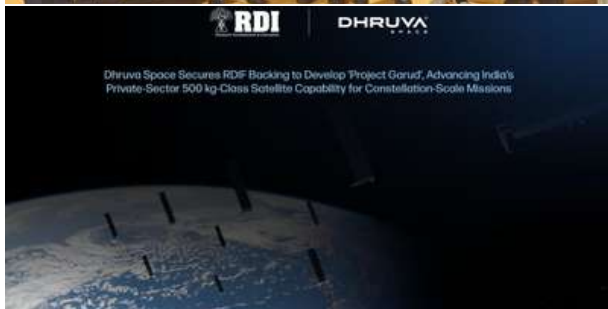 RDI
DHRUVA
SPACE
Dhruva Space Secures RDIF Backing to Develop 'Project Garud', Advancing India's
Private-Sector 500 kg-Class Satellite Capability for Constellation-Scale Missions